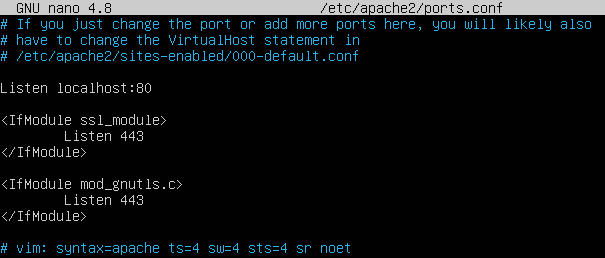 GNU nano 4.8 /etc/apache2/ports.conf
# If you just change the port or add more ports here, you will likely also
# have to change the VirtualHost statement in
# /etc/apache2/sites-enabled/000-default.conf
Listen localhost:80
<IfModule ssl_module>
Listen 443
</IfModule>
<IfModule mod_gnutls.c>
Listen 443
</IfModule>
# vim: syntax=apache ts=4 sw=4 sts=4 sr noet